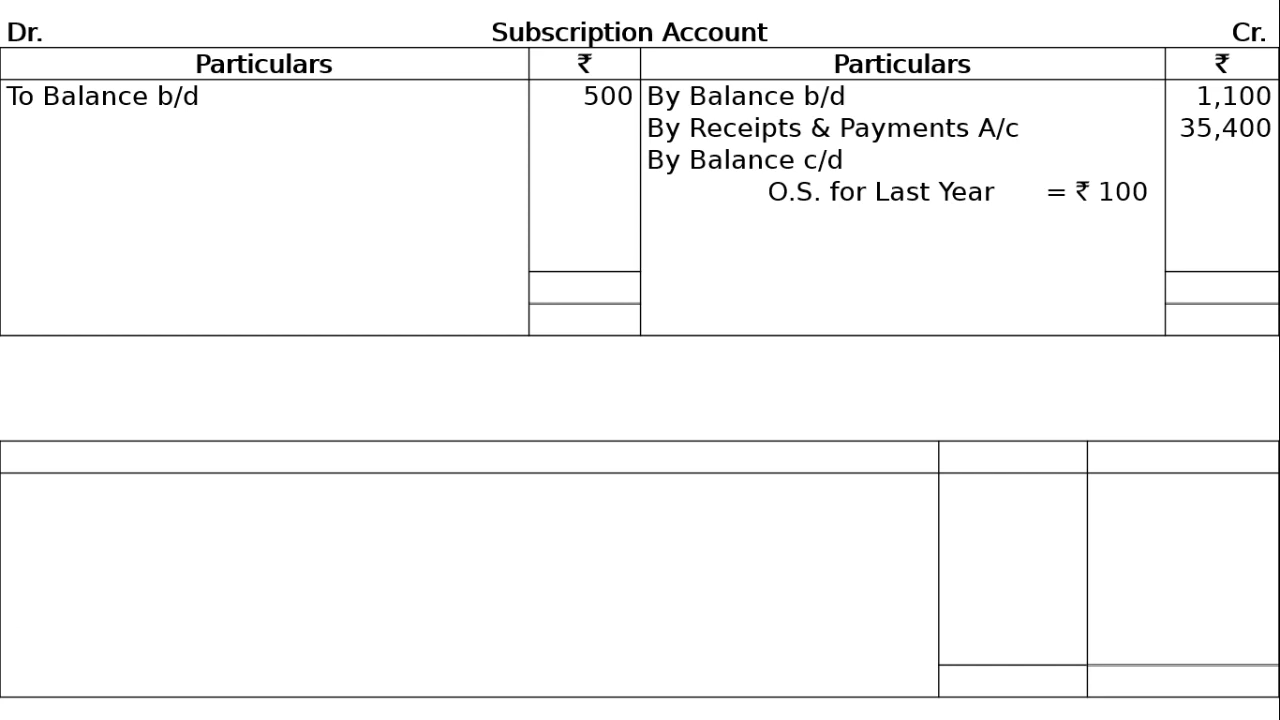 Dr. Subscription Account Cr.
Particulars ₹ Particulars ₹
To Balance b/d 500 By Balance b/d 1,100
By Receipts & Payments A/c 35,400
By Balance c/d
O.S. for Last Year = ₹ 100